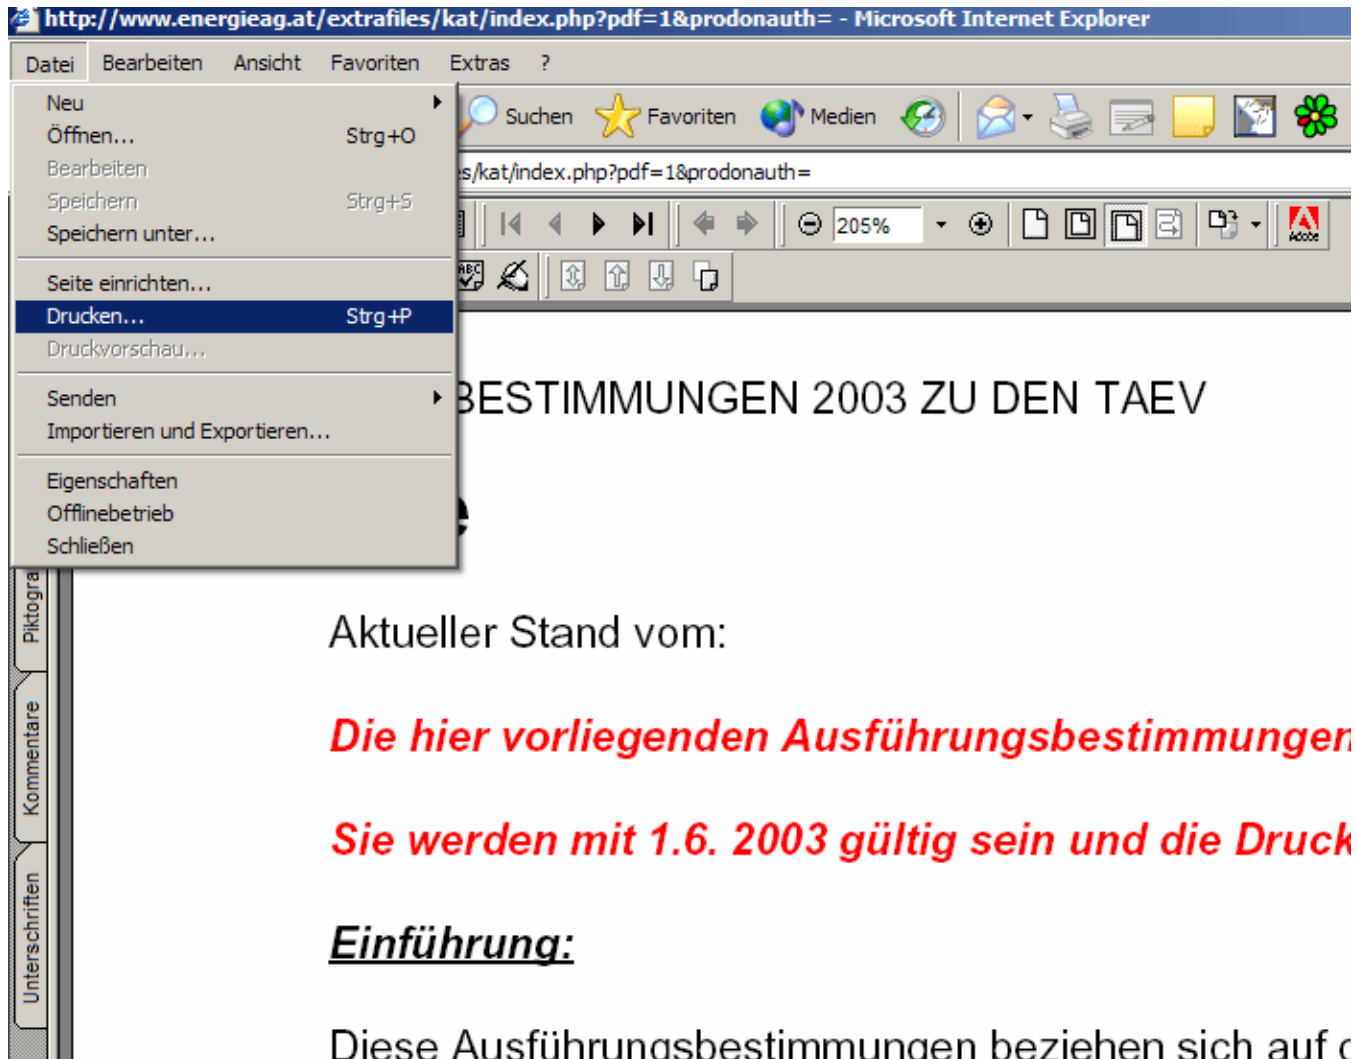 http://www.energieag.at/extrafiles/kat/index.php?pdf=1&prodonauth= - Microsoft Internet Explorer
Datei Bearbeiten Ansicht Favoriten Extras ?
Neu
Öffnen... Strg+O
Bearbeiten
Speichern Strg+S
Speichern unter...
Seite einrichten...
Drucken... Strg+P
Druckvorschau...
Senden
Importieren und Exportieren...
Eigenschaften
Offlinebetrieb
Schließen
Suchen Favoriten Medien
s/kat/index.php?pdf=1&prodonauth=
205%
Adobe
ABC
BESTIMMUNGEN 2003 ZU DEN TAEV
e
Aktueller Stand vom:
Die hier vorliegenden Ausführungsbestimmungen
Sie werden mit 1.6. 2003 gültig sein und die Druck
Einführung:
Diese Ausführungsbestimmungen beziehen sich auf
Piktogra
Kommentare
Unterschriften